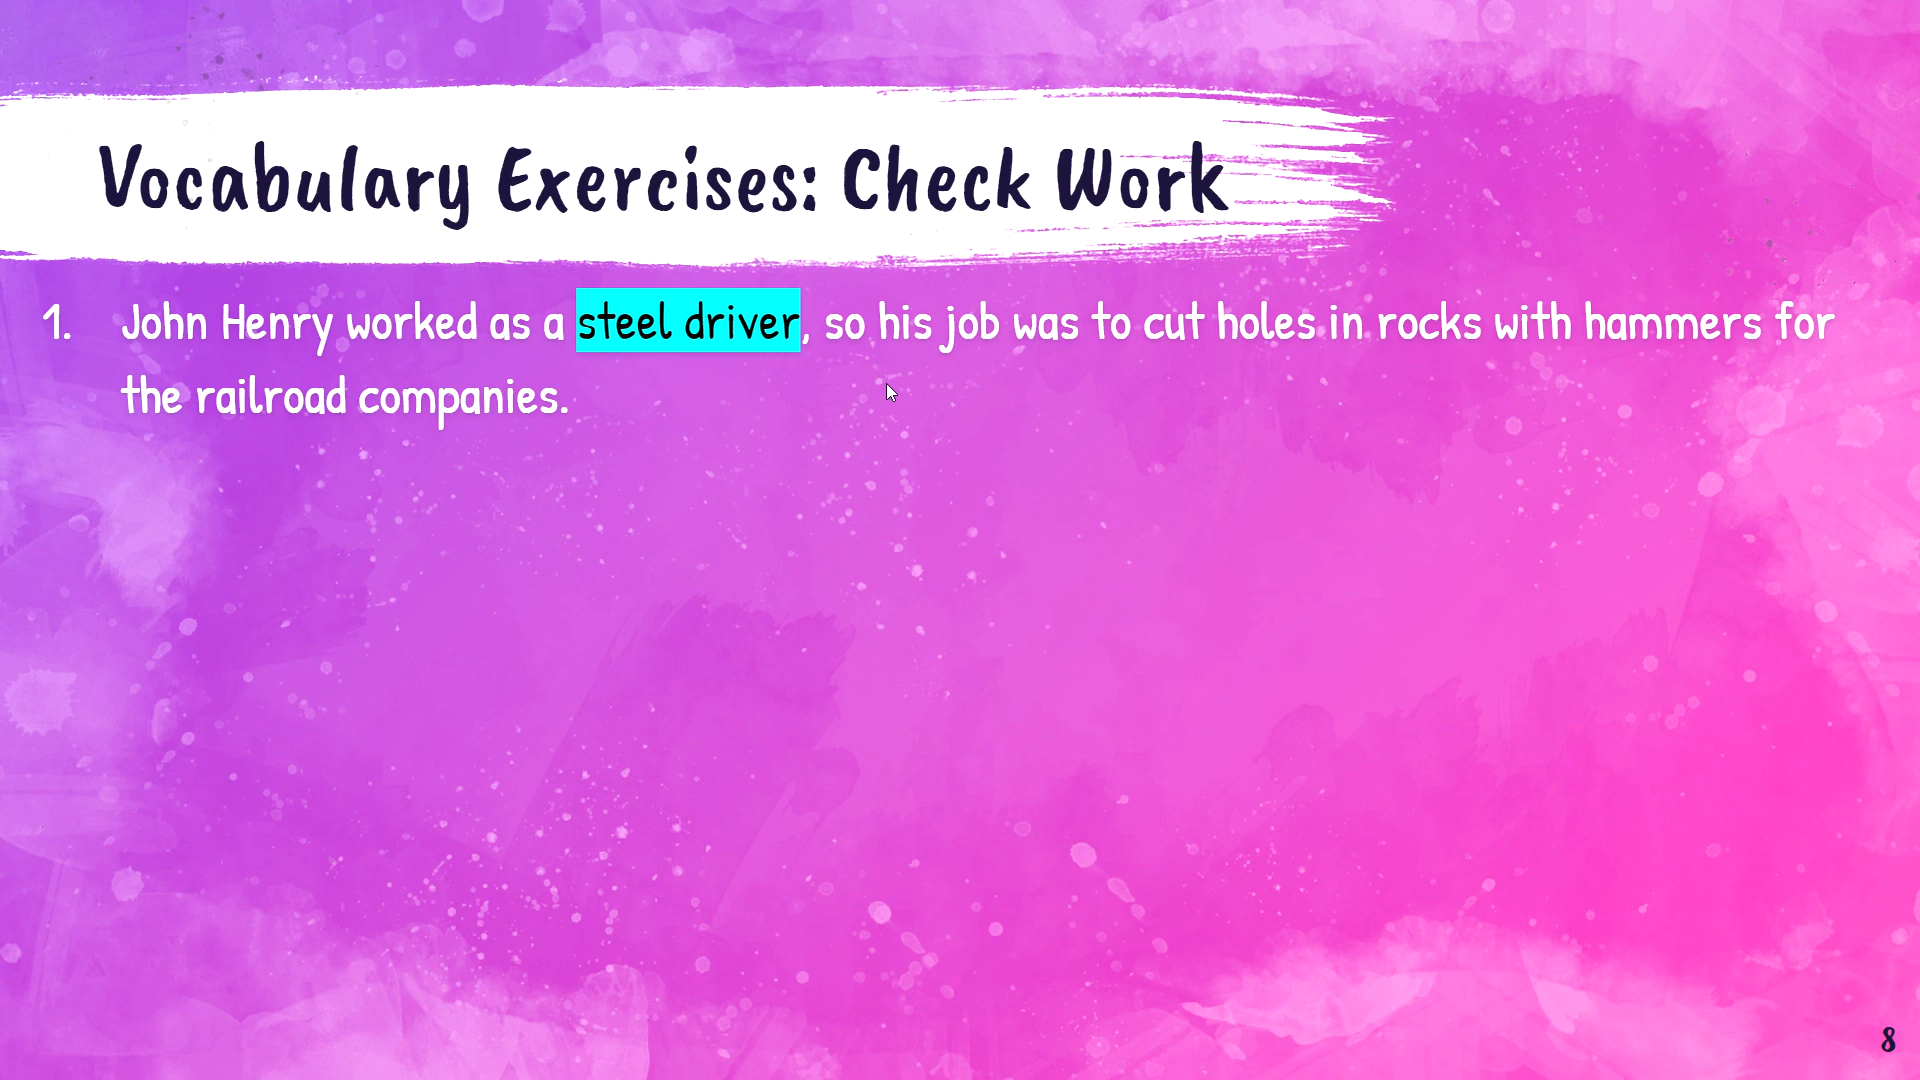 Vocabulary Exercises: Check Work
1. John Henry worked as a steel driver, so his job was to cut holes in rocks with hammers for
the railroad companies.
8